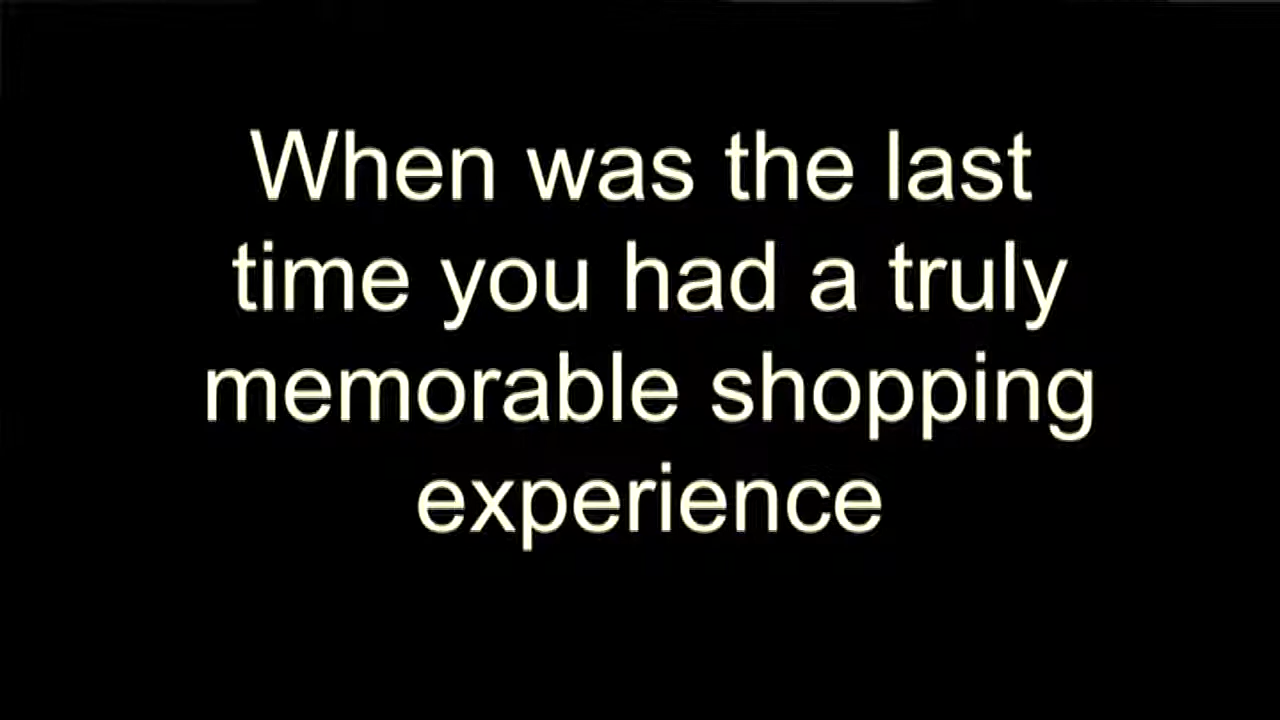 When was the last
time you had a truly
memorable shopping
experience